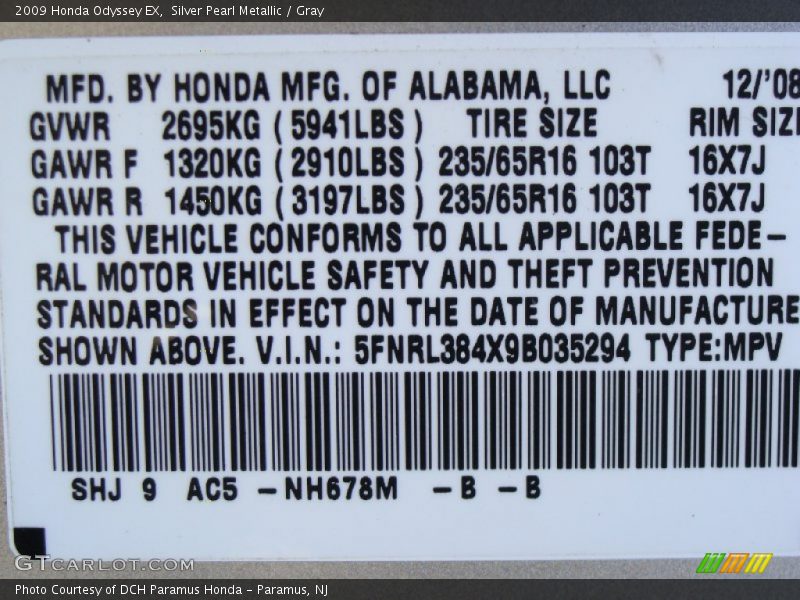 2009 Honda Odyssey EX, Silver Pearl Metallic / Gray
MFD. BY HONDA MFG. OF ALABAMA, LLC 12/'08
GVWR 2695KG (5941LBS) TIRE SIZE RIM SIZE
GAWR F 1320KG (2910LBS) 235/65R16 103T 16X7J
GAWR R 1450KG (3197LBS) 235/65R16 103T 16X7J
THIS VEHICLE CONFORMS TO ALL APPLICABLE FEDE-
RAL MOTOR VEHICLE SAFETY AND THEFT PREVENTION
STANDARDS IN EFFECT ON THE DATE OF MANUFACTURE
SHOWN ABOVE. V.I.N.: 5FNRL384X9B035294 TYPE:MPV
SHJ 9 AC5 -NH678M -B -B
GTCARLOT.COM
Photo Courtesy of DCH Paramus Honda - Paramus, NJ